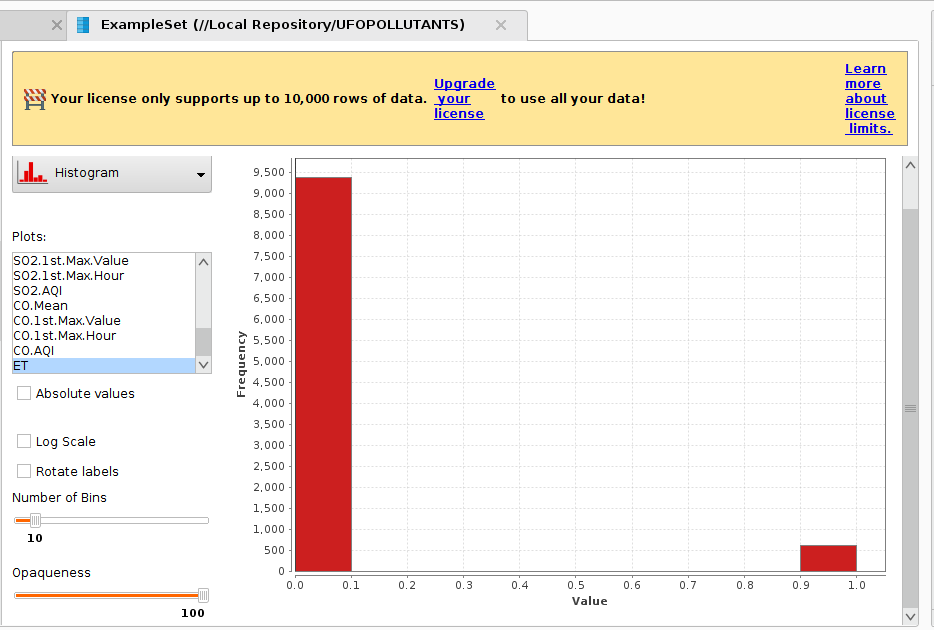 ExampleSet (//Local Repository/UFOPOLLUTANTS)
Your license only supports up to 10,000 rows of data. Upgrade your license to use all your data!
Learn
more
about
license
limits.
Histogram
Plots:
SO2.1st.Max.Value
SO2.1st.Max.Hour
SO2.AQI
CO.Mean
CO.1st.Max.Value
CO.1st.Max.Hour
CO.AQI
ET
Absolute values
Log Scale
Rotate labels
Number of Bins
10
Opaqueness
100
Frequency
9,500
9,000
8,500
8,000
7,500
7,000
6,500
6,000
5,500
5,000
4,500
4,000
3,500
3,000
2,500
2,000
1,500
1,000
500
0
0.0 0.1 0.2 0.3 0.4 0.5 0.6 0.7 0.8 0.9 1.0
Value